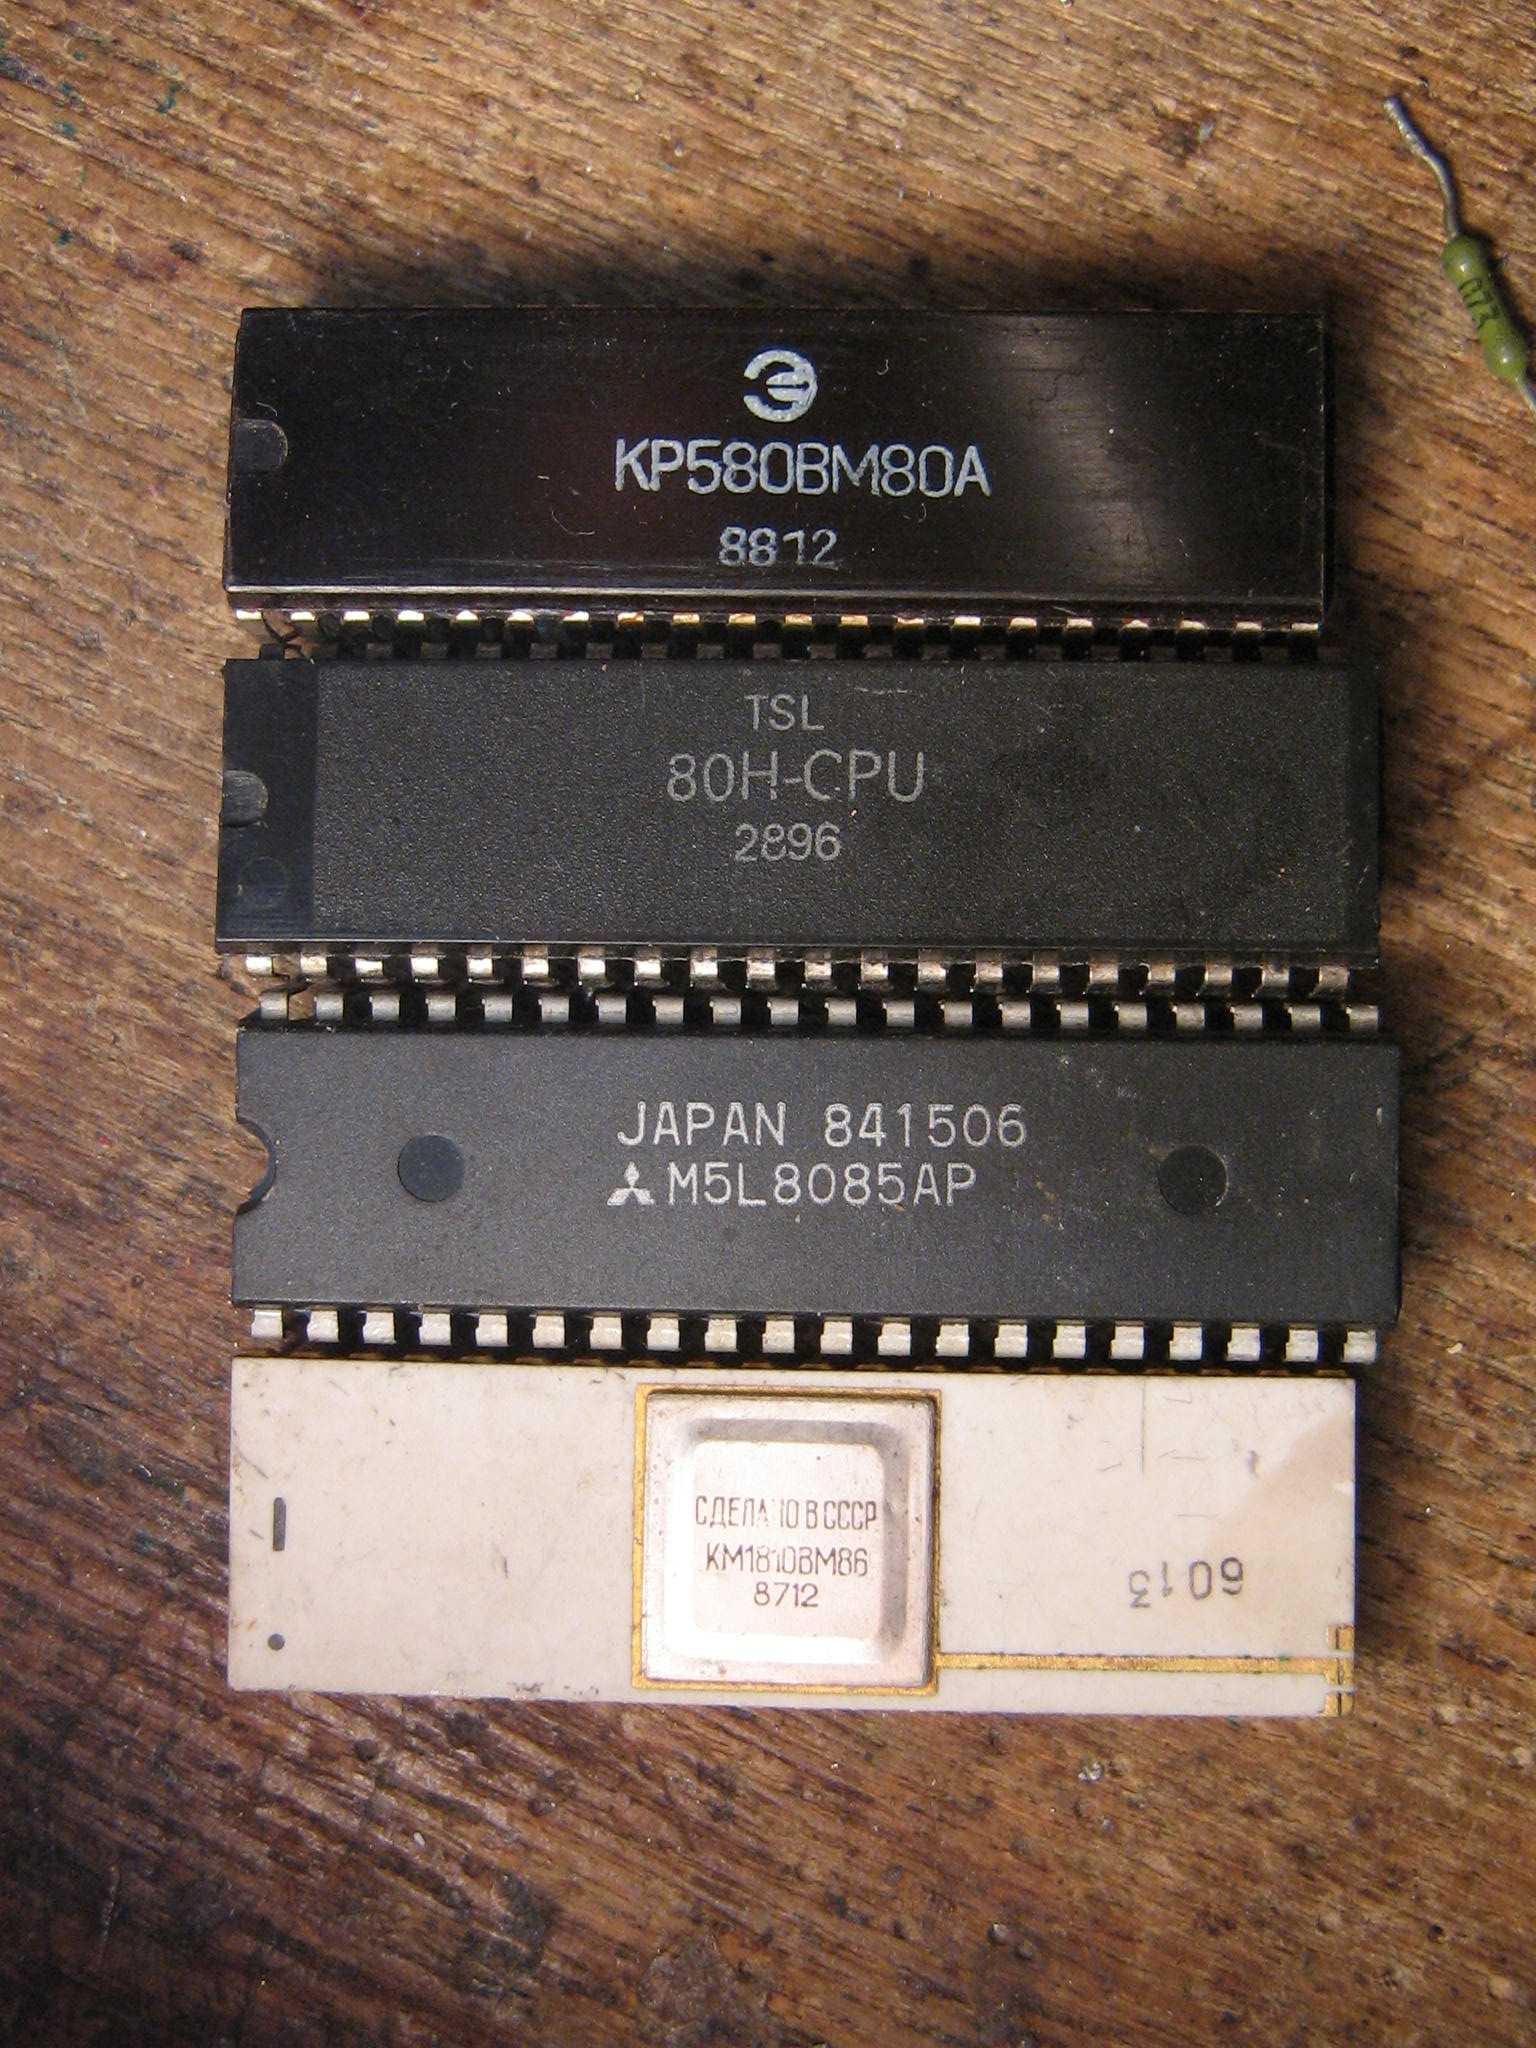 Э
КР580ВМ80А
8812
TSL
80H-CPU
2896
JAPAN 841506
M5L8085AP
СДЕЛАНО В СССР
КМ1810ВМ86
8712
6013